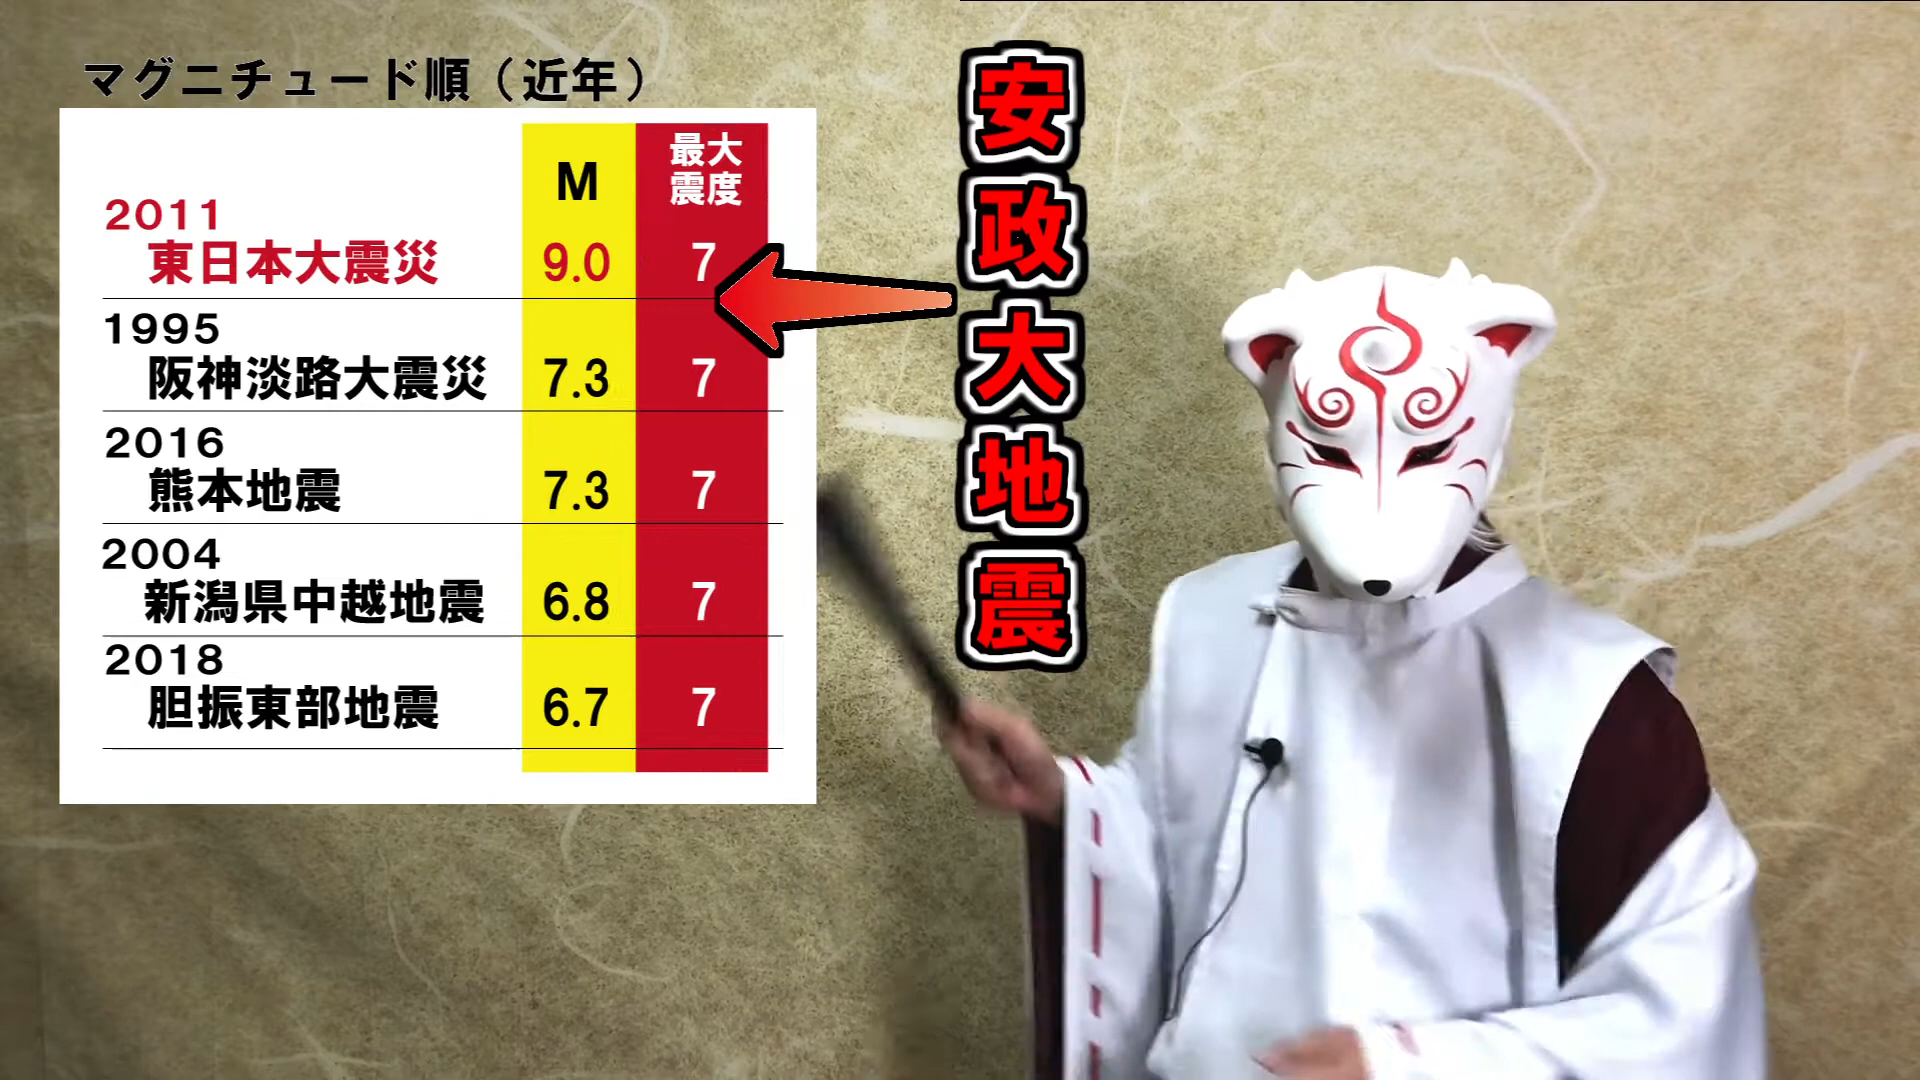 マグニチュード順（近年）
M
最大
震度
2011
東日本大震災 9.0 7
1995
阪神淡路大震災 7.3 7
2016
熊本地震 7.3 7
2004
新潟県中越地震 6.8 7
2018
胆振東部地震 6.7 7
安政大地震